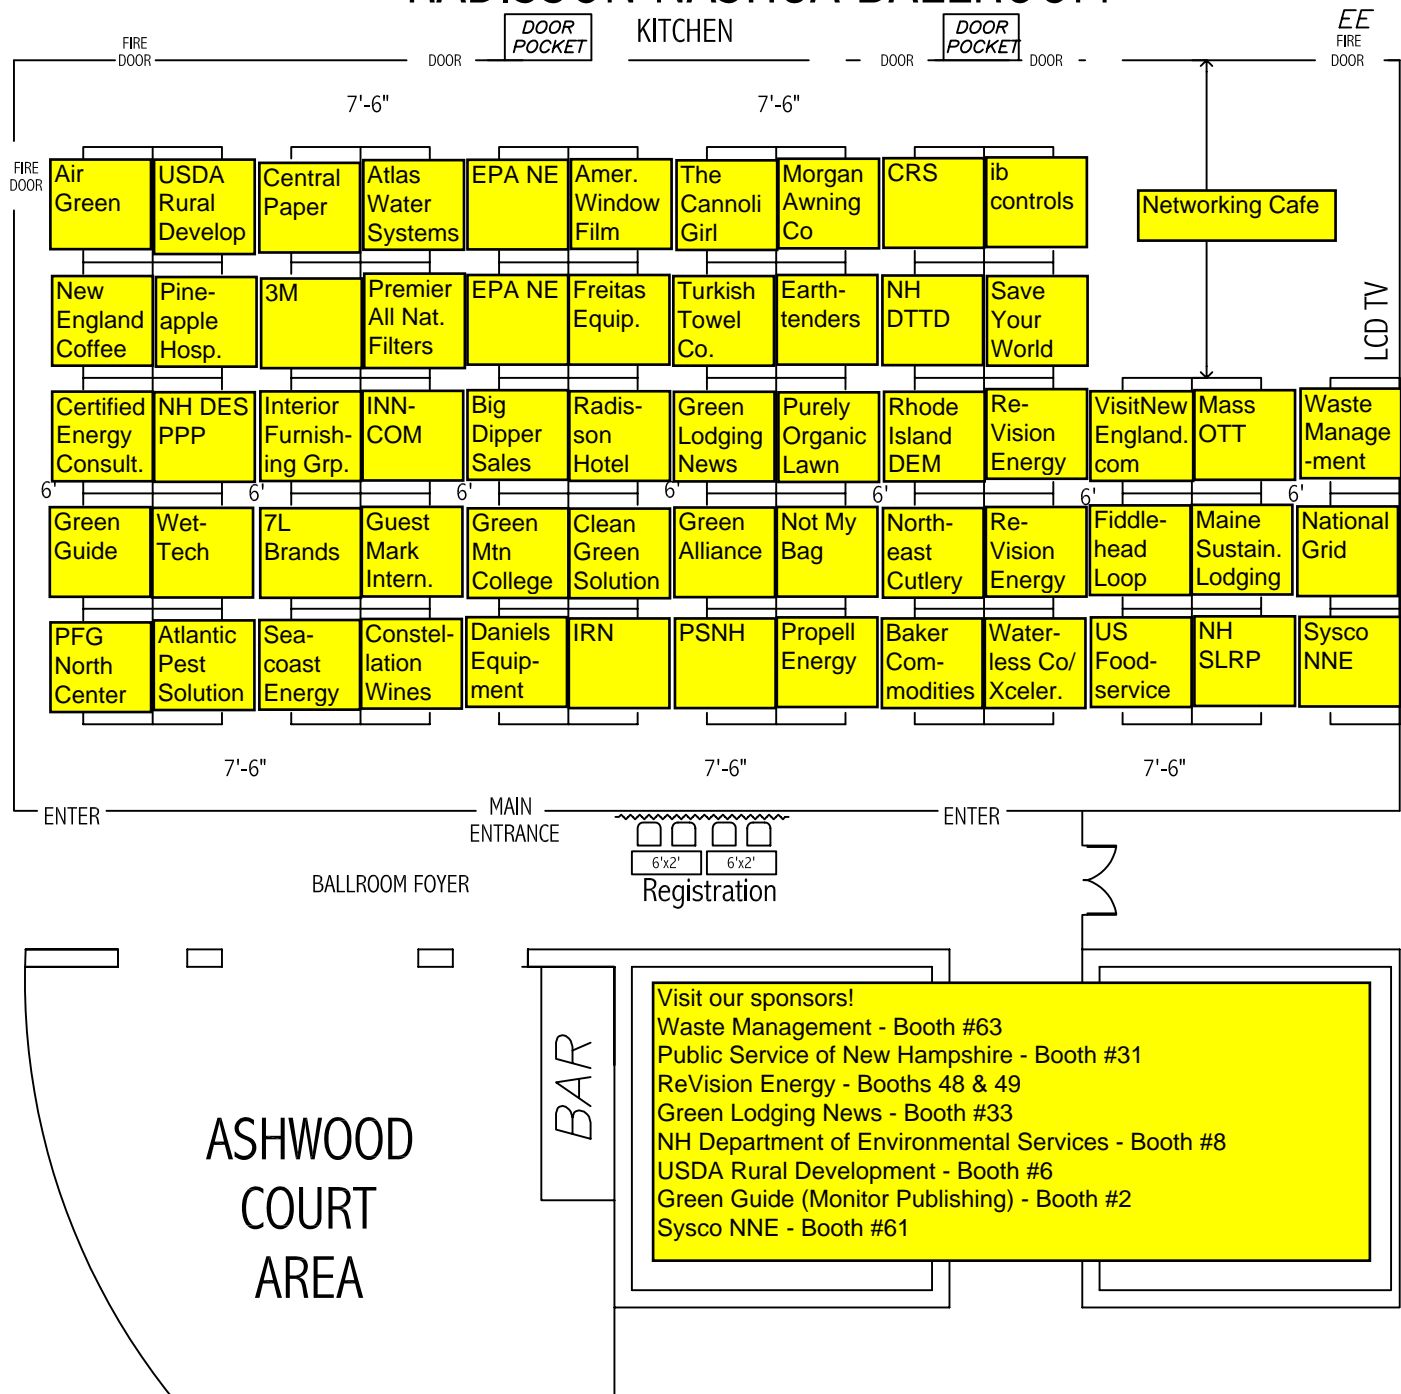 RADISSON NASHUA BALLROOM
DOOR
POCKET
KITCHEN
DOOR
POCKET
EE
FIRE
DOOR
FIRE
DOOR
DOOR
DOOR
DOOR
7'-6"
7'-6"
FIRE
DOOR
Air
Green
USDA
Rural
Develop
Central
Paper
Atlas
Water
Systems
EPA NE
Amer.
Window
Film
The
Cannoli
Girl
Morgan
Awning
Co
CRS
ib
controls
Networking Cafe
New
England
Coffee
Pine-
apple
Hosp.
3M
Premier
All Nat.
Filters
EPA NE
Freitas
Equip.
Turkish
Towel
Co.
Earth-
tenders
NH
DTTD
Save
Your
World
LCD TV
Certified
Energy
Consult.
NH DES
PPP
Interior
Furnish-
ing Grp.
INN-
COM
Big
Dipper
Sales
Radis-
son
Hotel
Green
Lodging
News
Purely
Organic
Lawn
Rhode
Island
DEM
Re-
Vision
Energy
VisitNew
England.
com
Mass
OTT
Waste
Manage
-ment
6'
6'
6'
6'
6'
6'
6'
Green
Guide
Wet-
Tech
7L
Brands
Guest
Mark
Intern.
Green
Mtn
College
Clean
Green
Solution
Green
Alliance
Not My
Bag
North-
east
Cutlery
Re-
Vision
Energy
Fiddle-
head
Loop
Maine
Sustain.
Lodging
National
Grid
PFG
North
Center
Atlantic
Pest
Solution
Sea-
coast
Energy
Constel-
lation
Wines
Daniels
Equip-
ment
IRN
PSNH
Propell
Energy
Baker
Com-
modities
Water-
less Co/
Xceler.
US
Food-
service
NH
SLRP
Sysco
NNE
7'-6"
7'-6"
7'-6"
ENTER
MAIN
ENTRANCE
ENTER
6'x2'
6'x2'
Registration
BALLROOM FOYER
BAR
ASHWOOD
COURT
AREA
Visit our sponsors!
Waste Management - Booth #63
Public Service of New Hampshire - Booth #31
ReVision Energy - Booths 48 & 49
Green Lodging News - Booth #33
NH Department of Environmental Services - Booth #8
USDA Rural Development - Booth #6
Green Guide (Monitor Publishing) - Booth #2
Sysco NNE - Booth #61